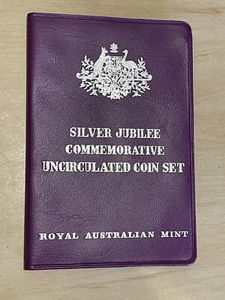 SILVER JUBILEE
COMMEMORATIVE
UNCIRCULATED COIN SET
ROYAL AUSTRALIAN MINT